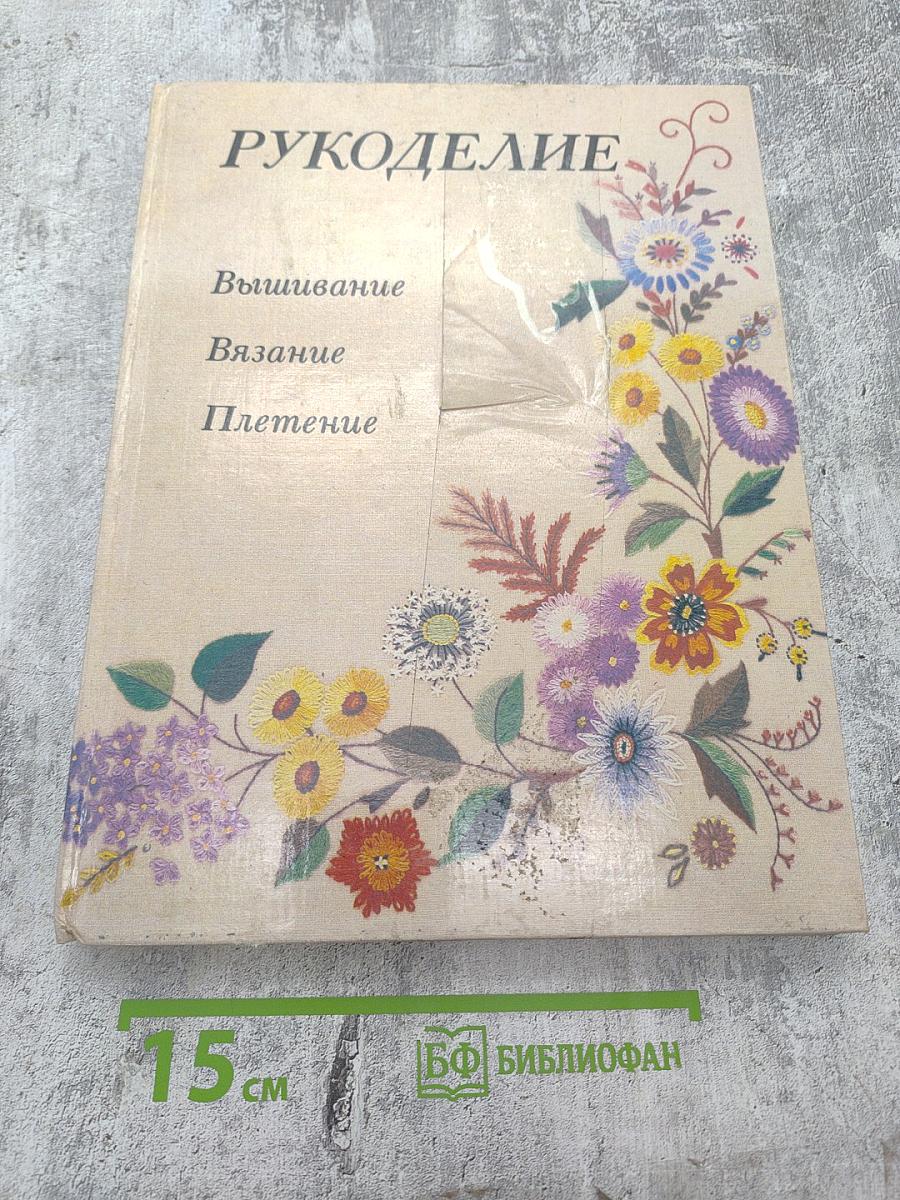 РУКОДЕЛИЕ
Вышивание
Вязание
Плетение
15 см
БФ БИБЛИОФАН